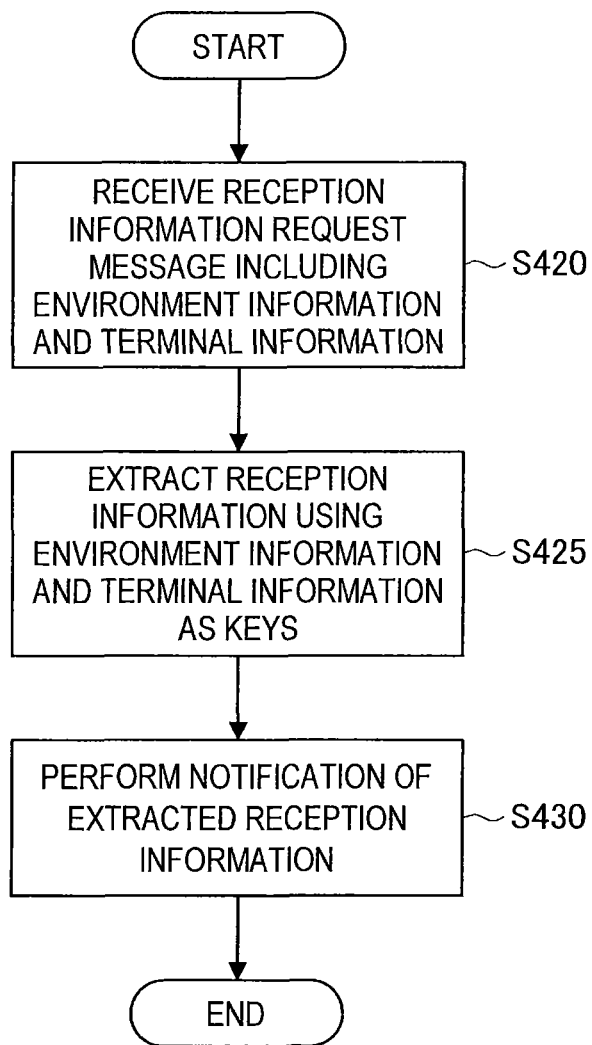 START
RECEIVE RECEPTION
INFORMATION REQUEST
MESSAGE INCLUDING
ENVIRONMENT INFORMATION
AND TERMINAL INFORMATION
S420
EXTRACT RECEPTION
INFORMATION USING
ENVIRONMENT INFORMATION
AND TERMINAL INFORMATION
AS KEYS
S425
PERFORM NOTIFICATION OF
EXTRACTED RECEPTION
INFORMATION
S430
END